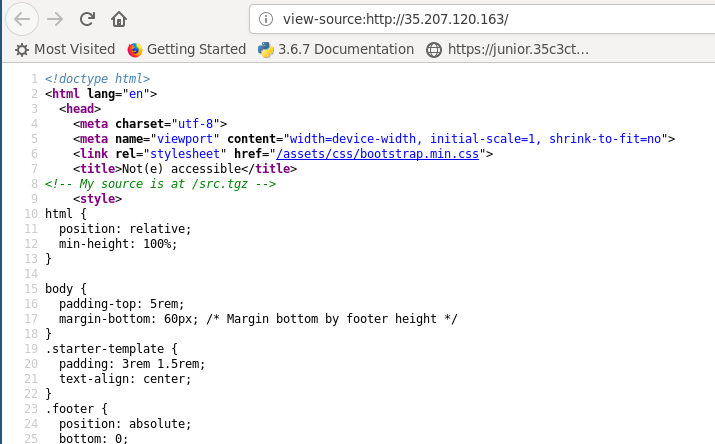 view-source:http://35.207.120.163/
Most Visited Getting Started 3.6.7 Documentation https://junior.35c3ct…
1 <!doctype html>
2 <html lang="en">
3 <head>
4 <meta charset="utf-8">
5 <meta name="viewport" content="width=device-width, initial-scale=1, shrink-to-fit=no">
6 <link rel="stylesheet" href="/assets/css/bootstrap.min.css">
7 <title>Not(e) accessible</title>
8 <!-- My source is at /src.tgz -->
9 <style>
10 html {
11 position: relative;
12 min-height: 100%;
13 }
14
15 body {
16 padding-top: 5rem;
17 margin-bottom: 60px; /* Margin bottom by footer height */
18 }
19 .starter-template {
20 padding: 3rem 1.5rem;
21 text-align: center;
22 }
23 .footer {
24 position: absolute;
25 bottom: 0;